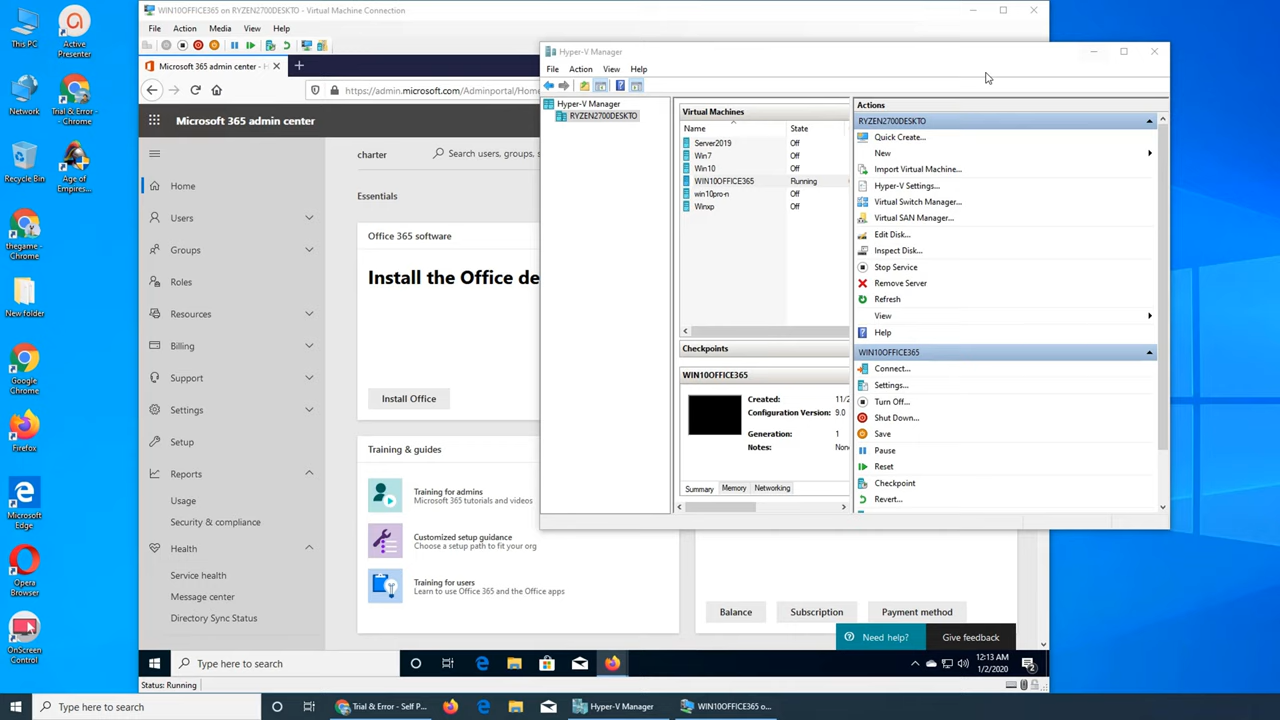 WIN10OFFICE365 on RYZEN2700DESKTO - Virtual Machine Connection
File Action Media View Help
Microsoft 365 admin center -
https://admin.microsoft.com/Adminportal/Hom
Microsoft 365 admin center
charter
Search users, groups, s
Home
Users
Groups
Roles
Resources
Billing
Support
Settings
Setup
Reports
Usage
Security & compliance
Health
Service health
Message center
Directory Sync Status
Essentials
Office 365 software
Install the Office de
Install Office
Training & guides
Training for admins
Microsoft 365 tutorials and videos
Customized setup guidance
Choose a setup path to fit your org
Training for users
Learn to use Office 365 and the Office apps
Balance
Subscription
Payment method
Need help?
Give feedback
Type here to search
12:13 AM
1/2/2020
2
Status: Running
Hyper-V Manager
File Action View Help
Hyper-V Manager
RYZEN2700DESKTO
Virtual Machines
Name State
Server2019 Off
Win7 Off
Win10 Off
WIN10OFFICE365 Running
win10pro-n Off
Winxp Off
Checkpoints
WIN10OFFICE365
Created: 11/2
Configuration Version: 9.0
Generation: 1
Notes: None
Summary Memory Networking
Actions
RYZEN2700DESKTO
Quick Create...
New
Import Virtual Machine...
Hyper-V Settings...
Virtual Switch Manager...
Virtual SAN Manager...
Edit Disk...
Inspect Disk...
Stop Service
Remove Server
Refresh
View
Help
WIN10OFFICE365
Connect...
Settings...
Turn Off...
Shut Down...
Save
Pause
Reset
Checkpoint
Revert...
This PC
Active
Presenter
Network
Trial & Error
- Chrome
Recycle Bin
Age of
Empires...
thegame -
Chrome
New folder
Google
Chrome
Firefox
Microsoft
Edge
Opera
Browser
OnScreen
Control
Type here to search
Trial & Error - Self P...
Hyper-V Manager
WIN10OFFICE365 o...